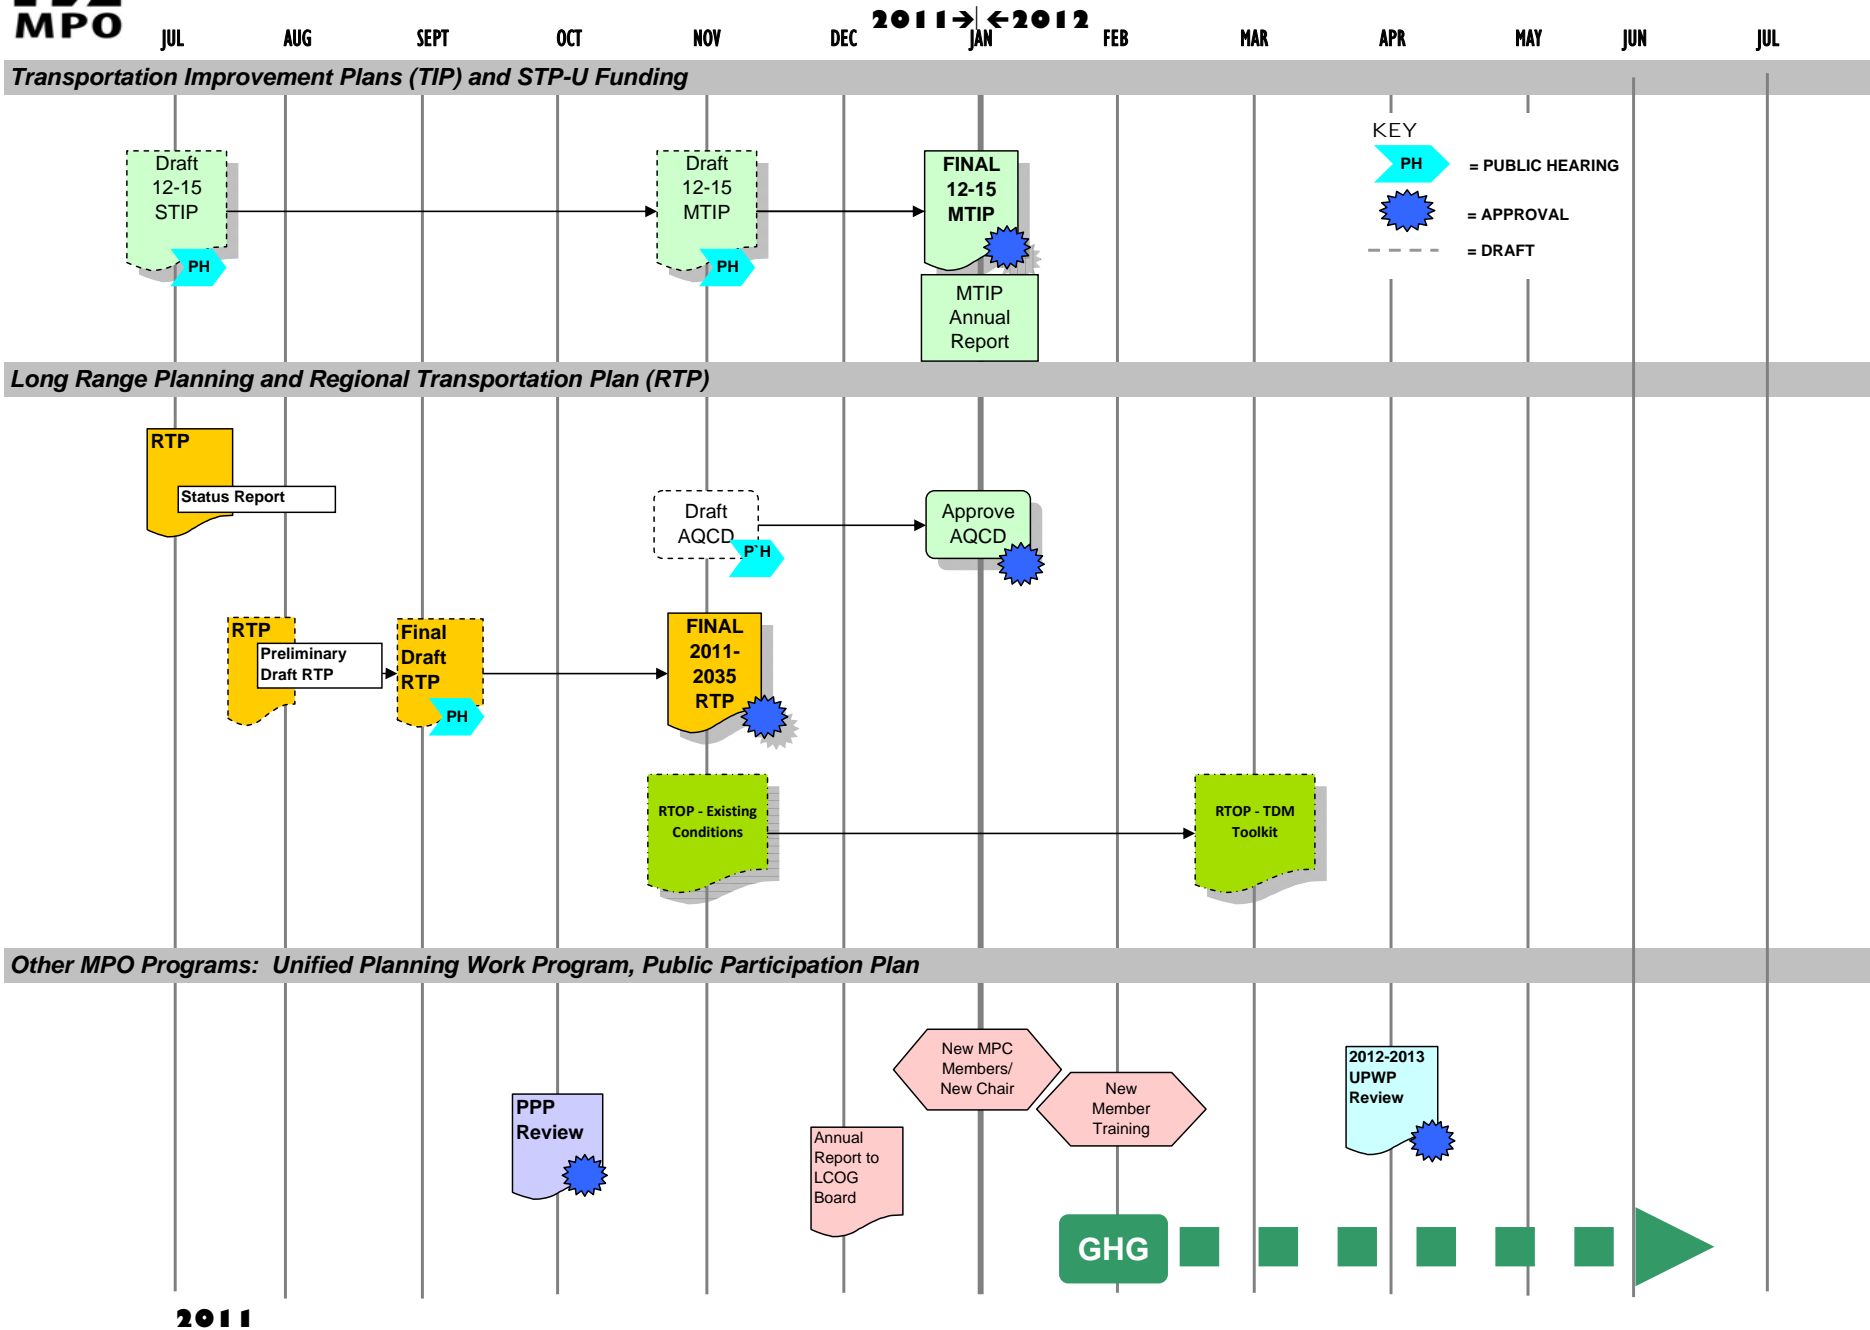 MPO
2011→ ←2012
JUL AUG SEPT OCT NOV DEC JAN FEB MAR APR MAY JUN JUL
Transportation Improvement Plans (TIP) and STP-U Funding
Draft
12-15
STIP
PH
Draft
12-15
MTIP
PH
FINAL
12-15
MTIP
MTIP
Annual
Report
KEY
PH = PUBLIC HEARING
= APPROVAL
= DRAFT
Long Range Planning and Regional Transportation Plan (RTP)
RTP
Status Report
Draft
AQCD
P`H
Approve
AQCD
RTP
Preliminary
Draft RTP
Final
Draft
RTP
PH
FINAL
2011-
2035
RTP
RTOP - Existing
Conditions
RTOP - TDM
Toolkit
Other MPO Programs: Unified Planning Work Program, Public Participation Plan
PPP
Review
Annual
Report to
LCOG
Board
New MPC
Members/
New Chair
New
Member
Training
2012-2013
UPWP
Review
GHG
2011